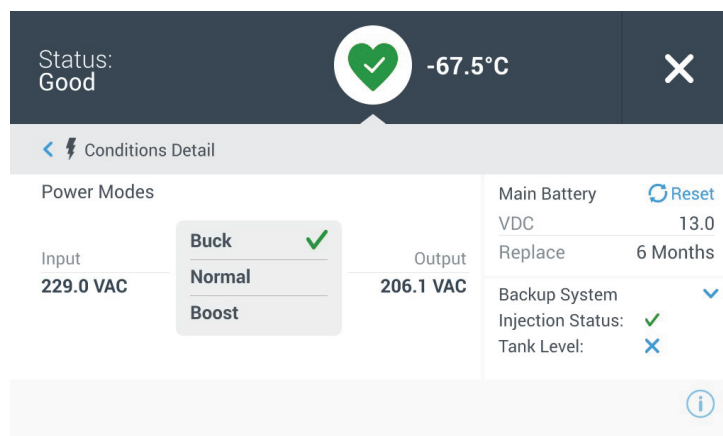 Status:
Good
-67.5°C
Conditions Detail
Power Modes
Input
229.0 VAC
Buck
Normal
Boost
Output
206.1 VAC
Main Battery Reset
VDC 13.0
Replace 6 Months
Backup System
Injection Status:
Tank Level: